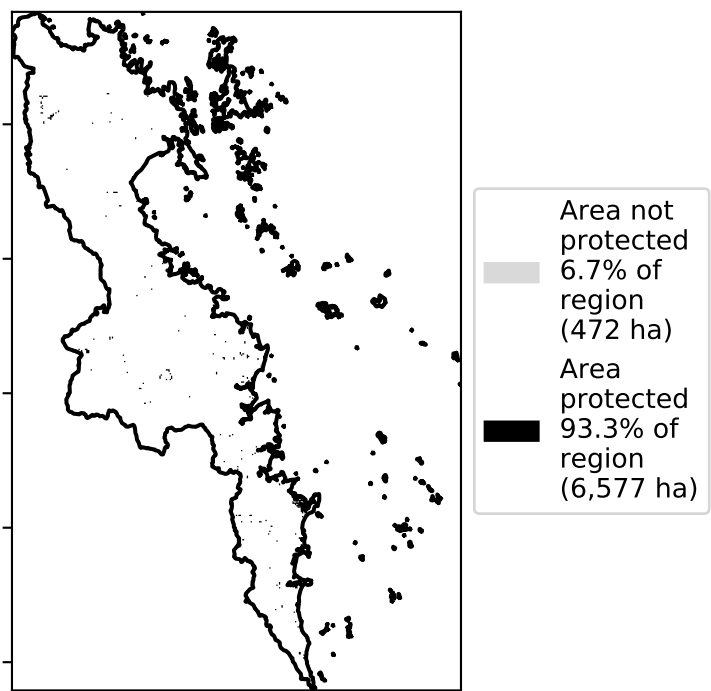 Area not
protected
6.7% of
region
(472 ha)
Area
protected
93.3% of
region
(6,577 ha)